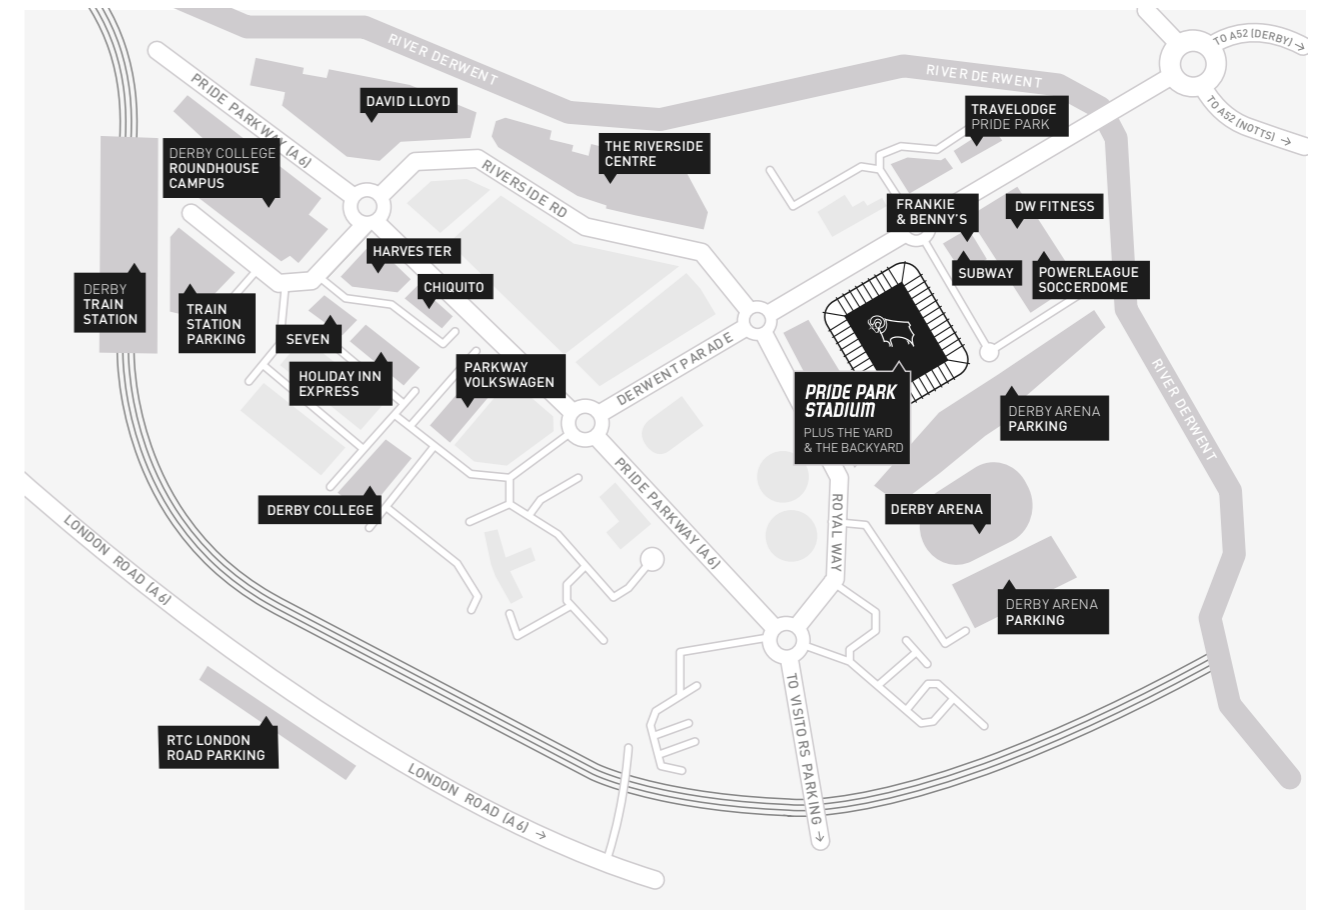 RIVER DERWENT
TO A52 (DERBY) →
RIVER DERWENT
PRIDE PARKWAY (A6)
DAVID LLOYD
TRAVELODGE
PRIDE PARK
TO A52 (NOTTS) →
THE RIVERSIDE
CENTRE
DERBY COLLEGE
ROUNDHOUSE
CAMPUS
RIVERSIDE RD
FRANKIE
& BENNY'S
DW FITNESS
HARVES TER
CHIQUITO
SUBWAY
POWERLEAGUE
SOCCERDOME
DERBY
TRAIN
STATION
TRAIN
STATION
PARKING
SEVEN
HOLIDAY INN
EXPRESS
PARKWAY
VOLKSWAGEN
DERWENT PARADE
PRIDE PARK
STADIUM
PLUS THE YARD
& THE BACKYARD
RIVER DERWENT
DERBY ARENA
PARKING
DERBY COLLEGE
PRIDE PARKWAY (A6)
ROYAL WAY
DERBY ARENA
LONDON ROAD (A6)
DERBY ARENA
PARKING
RTC LONDON
ROAD PARKING
TO VISITO RS PARKING →
LONDON ROAD (A6) →